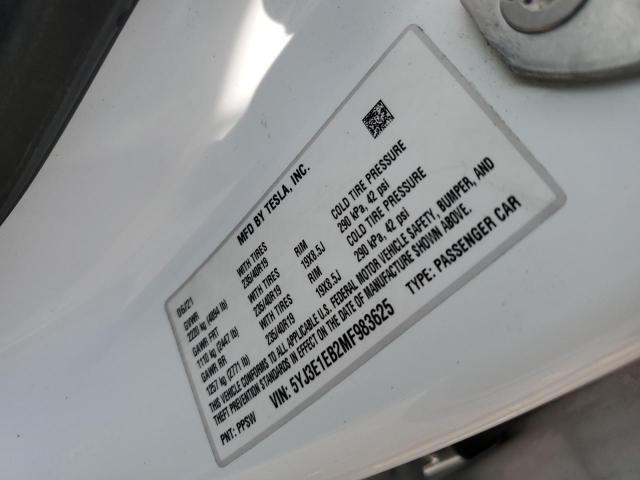 MFD BY TESLA, INC.
05/21
GVWR WITH TIRES RIM COLD TIRE PRESSURE
2220 kg (4894 lb) 235/40R19 19X8.5J 290 kPa, 42 psi
GAWR FRT WITH TIRES RIM COLD TIRE PRESSURE
1110 kg (2447 lb) 235/40R19 19X8.5J 290 kPa, 42 psi
GAWR RR
1257 kg (2771 lb)
THIS VEHICLE CONFORMS TO ALL APPLICABLE U.S. FEDERAL MOTOR VEHICLE SAFETY, BUMPER, AND
THEFT PREVENTION STANDARDS IN EFFECT ON THE DATE OF MANUFACTURE SHOWN ABOVE.
VIN: 5YJ3E1EB2MF983625 TYPE: PASSENGER CAR
PNT: PPSW